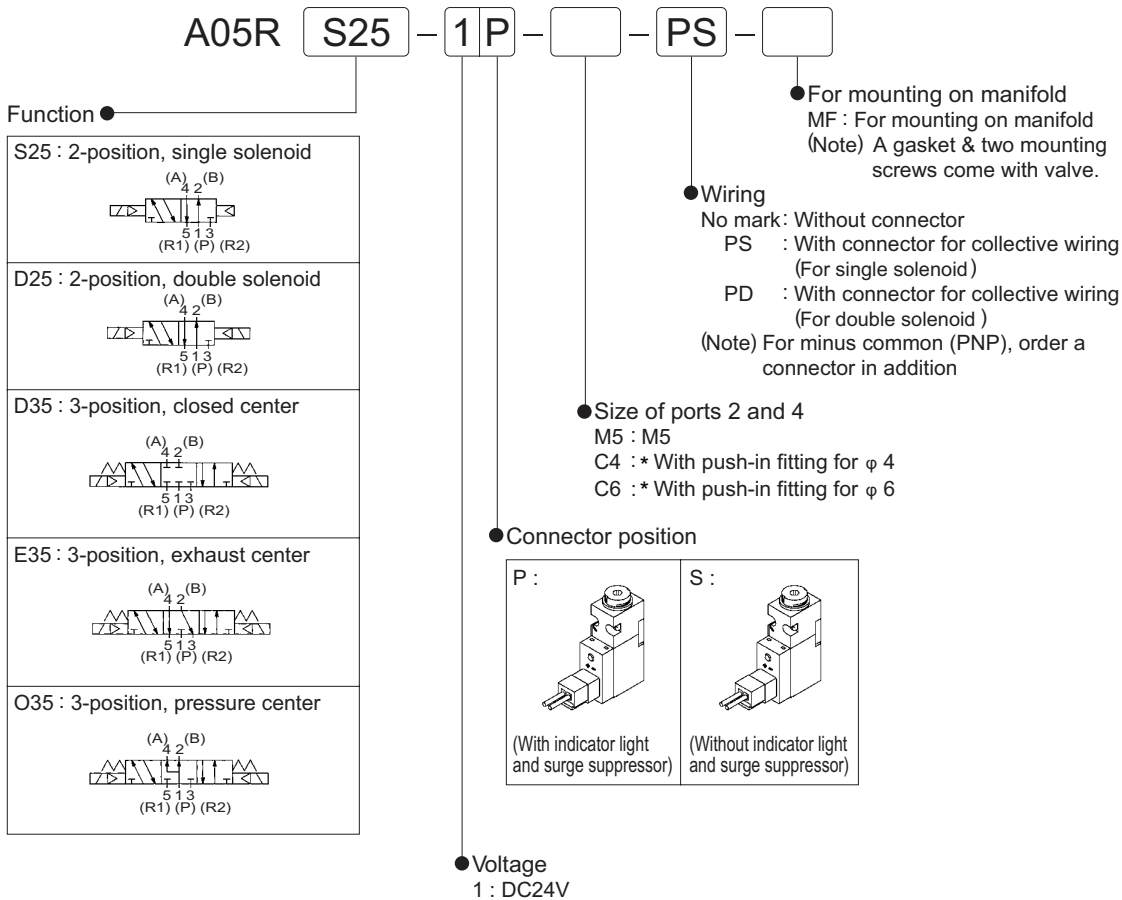 A05R S25 – 1 P – – PS – 
Function
S25 : 2-position, single solenoid
(A) (B)
4 2
5 1 3
(R1) (P) (R2)
D25 : 2-position, double solenoid
(A) (B)
4 2
5 1 3
(R1) (P) (R2)
D35 : 3-position, closed center
(A) (B)
4 2
5 1 3
(R1) (P) (R2)
E35 : 3-position, exhaust center
(A) (B)
4 2
5 1 3
(R1) (P) (R2)
O35 : 3-position, pressure center
(A) (B)
4 2
5 1 3
(R1) (P) (R2)
For mounting on manifold
MF : For mounting on manifold
(Note) A gasket & two mounting
screws come with valve.
Wiring
No mark : Without connector
PS : With connector for collective wiring
(For single solenoid)
PD : With connector for collective wiring
(For double solenoid )
(Note) For minus common (PNP), order a
connector in addition
Size of ports 2 and 4
M5 : M5
C4 : * With push-in fitting for φ 4
C6 : * With push-in fitting for φ 6
Connector position
P :
(With indicator light
and surge suppressor)
S :
(Without indicator light
and surge suppressor)
Voltage
1 : DC24V